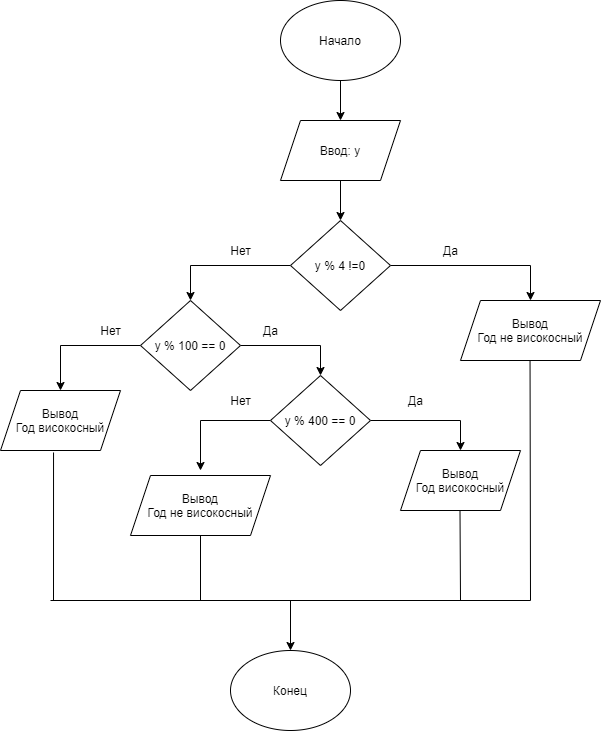 Начало
Ввод: y
Нет
Да
y % 4 !=0
Нет
Да
y % 100 == 0
Вывод
Год не високосный
Нет
Да
y % 400 == 0
Вывод
Год високосный
Вывод
Год не високосный
Вывод
Год високосный
Конец